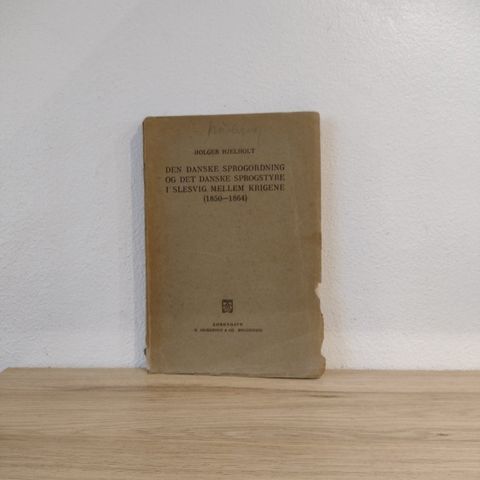 HOLGER HJELHOLT
DEN DANSKE SPROGORDNING
OG DET DANSKE SPROGSTYRE
I SLESVIG MELLEM KRIGENE
(1850—1864)
KØBENHAVN